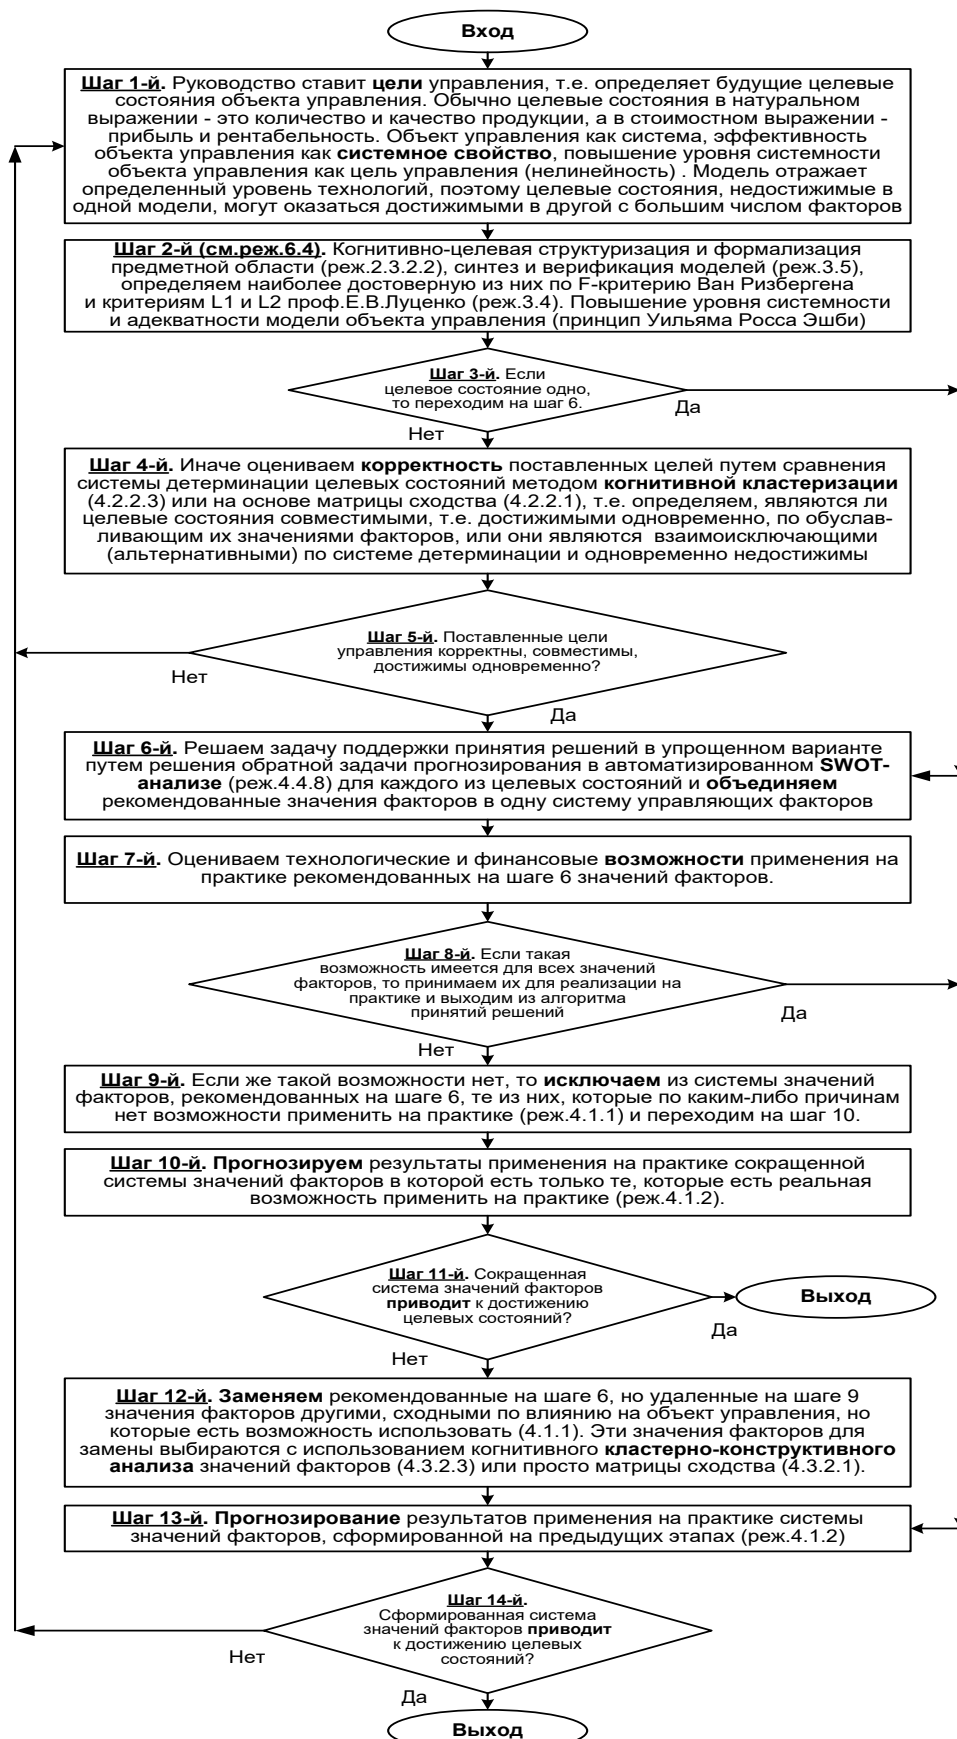 Вход
Шаг 1-й. Руководство ставит цели управления, т.е. определяет будущие целевые
состояния объекта управления. Обычно целевые состояния в натуральном
выражении - это количество и качество продукции, а в стоимостном выражении -
прибыль и рентабельность. Объект управления как система, эффективность
объекта управления как системное свойство, повышение уровня системности
объекта управления как цель управления (нелинейность) . Модель отражает
определенный уровень технологий, поэтому целевые состояния, недостижимые в
одной модели, могут оказаться достижимыми в другой с большим числом факторов
Шаг 2-й (см.реж.6.4). Когнитивно-целевая структуризация и формализация
предметной области (реж.2.3.2.2), синтез и верификация моделей (реж.3.5),
определяем наиболее достоверную из них по F-критерию Ван Ризбергена
и критериям L1 и L2 проф.Е.В.Луценко (реж.3.4). Повышение уровня системности
и адекватности модели объекта управления (принцип Уильяма Росса Эшби)
Шаг 3-й. Если
целевое состояние одно,
то переходим на шаг 6.
Да
Нет
Шаг 4-й. Иначе оцениваем корректность поставленных целей путем сравнения
системы детерминации целевых состояний методом когнитивной кластеризации
(4.2.2.3) или на основе матрицы сходства (4.2.2.1), т.е. определяем, являются ли
целевые состояния совместимыми, т.е. достижимыми одновременно, по обуслав-
ливающим их значениями факторов, или они являются взаимоисключающими
(альтернативными) по системе детерминации и одновременно недостижимы
Шаг 5-й. Поставленные цели
управления корректны, совместимы,
достижимы одновременно?
Нет
Да
Шаг 6-й. Решаем задачу поддержки принятия решений в упрощенном варианте
путем решения обратной задачи прогнозирования в автоматизированном SWOT-
анализе (реж.4.4.8) для каждого из целевых состояний и объединяем
рекомендованные значения факторов в одну систему управляющих факторов
Шаг 7-й. Оцениваем технологические и финансовые возможности применения на
практике рекомендованных на шаге 6 значений факторов.
Шаг 8-й. Если такая
возможность имеется для всех значений
факторов, то принимаем их для реализации на
практике и выходим из алгоритма
принятий решений
Да
Нет
Шаг 9-й. Если же такой возможности нет, то исключаем из системы значений
факторов, рекомендованных на шаге 6, те из них, которые по каким-либо причинам
нет возможности применить на практике (реж.4.1.1) и переходим на шаг 10.
Шаг 10-й. Прогнозируем результаты применения на практике сокращенной
системы значений факторов в которой есть только те, которые есть реальная
возможность применить на практике (реж.4.1.2).
Шаг 11-й. Сокращенная
система значений факторов
приводит к достижению
целевых состояний?
Выход
Да
Нет
Шаг 12-й. Заменяем рекомендованные на шаге 6, но удаленные на шаге 9
значения факторов другими, сходными по влиянию на объект управления, но
которые есть возможность использовать (4.1.1). Эти значения факторов для
замены выбираются с использованием когнитивного кластерно-конструктивного
анализа значений факторов (4.3.2.3) или просто матрицы сходства (4.3.2.1).
Шаг 13-й. Прогнозирование результатов применения на практике системы
значений факторов, сформированной на предыдущих этапах (реж.4.1.2)
Шаг 14-й.
Сформированная система
значений факторов приводит
к достижению целевых
состояний?
Нет
Да
Выход